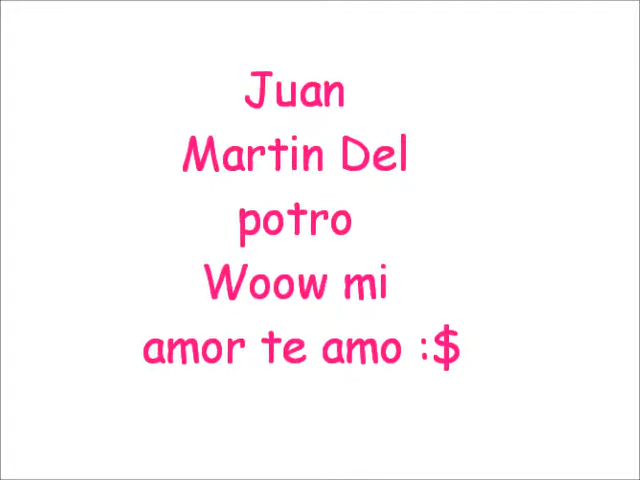 Juan
Martin Del
potro
Woow mi
amor te amo :$